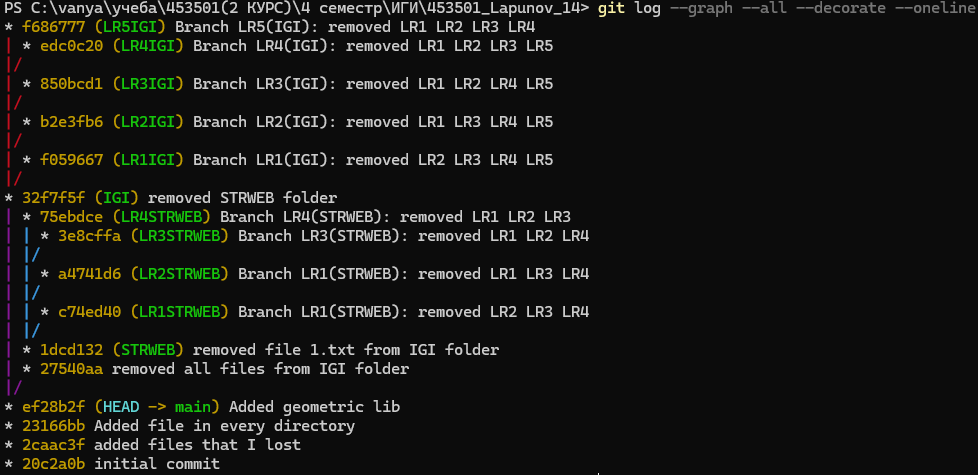 PS C:\vanya\учеба\453501(2 КУРС)\4 семестр\ИГИ\453501_Lapunov_14> git log --graph --all --decorate --oneline
* f686777 (LR5IGI) Branch LR5(IGI): removed LR1 LR2 LR3 LR4
| * edc0c20 (LR4IGI) Branch LR4(IGI): removed LR1 LR2 LR3 LR5
|/
| * 850bcd1 (LR3IGI) Branch LR3(IGI): removed LR1 LR2 LR4 LR5
|/
| * b2e3fb6 (LR2IGI) Branch LR2(IGI): removed LR1 LR3 LR4 LR5
|/
| * f059667 (LR1IGI) Branch LR1(IGI): removed LR2 LR3 LR4 LR5
|/
* 32f7f5f (IGI) removed STRWEB folder
| * 75ebdce (LR4STRWEB) Branch LR4(STRWEB): removed LR1 LR2 LR3
| | * 3e8cffa (LR3STRWEB) Branch LR3(STRWEB): removed LR1 LR2 LR4
| |/
| | * a4741d6 (LR2STRWEB) Branch LR1(STRWEB): removed LR1 LR3 LR4
| |/
| | * c74ed40 (LR1STRWEB) Branch LR1(STRWEB): removed LR2 LR3 LR4
| |/
| * 1dcd132 (STRWEB) removed file 1.txt from IGI folder
| * 27540aa removed all files from IGI folder
|/
* ef28b2f (HEAD -> main) Added geometric lib
* 23166bb Added file in every directory
* 2caac3f added files that I lost
* 20c2a0b initial commit